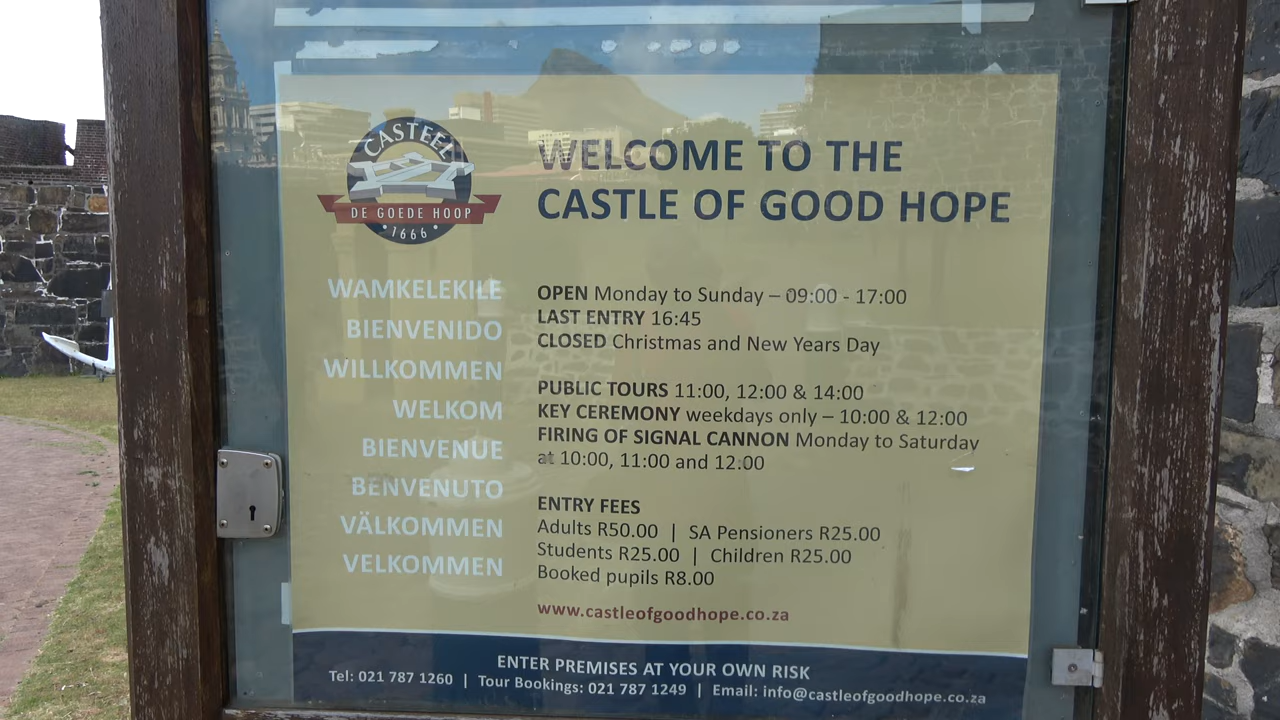 CASTEEL
DE GOEDE HOOP
• 1666 •
WELCOME TO THE
CASTLE OF GOOD HOPE
WAMKELEKILE
BIENVENIDO
WILLKOMMEN
WELKOM
BIENVENUE
BENVENUTO
VÄLKOMMEN
VELKOMMEN
OPEN Monday to Sunday – 09:00 - 17:00
LAST ENTRY 16:45
CLOSED Christmas and New Years Day
PUBLIC TOURS 11:00, 12:00 & 14:00
KEY CEREMONY weekdays only – 10:00 & 12:00
FIRING OF SIGNAL CANNON Monday to Saturday
at 10:00, 11:00 and 12:00
ENTRY FEES
Adults R50.00 | SA Pensioners R25.00
Students R25.00 | Children R25.00
Booked pupils R8.00
www.castleofgoodhope.co.za
ENTER PREMISES AT YOUR OWN RISK
Tel: 021 787 1260 | Tour Bookings: 021 787 1249 | Email: info@castleofgoodhope.co.za